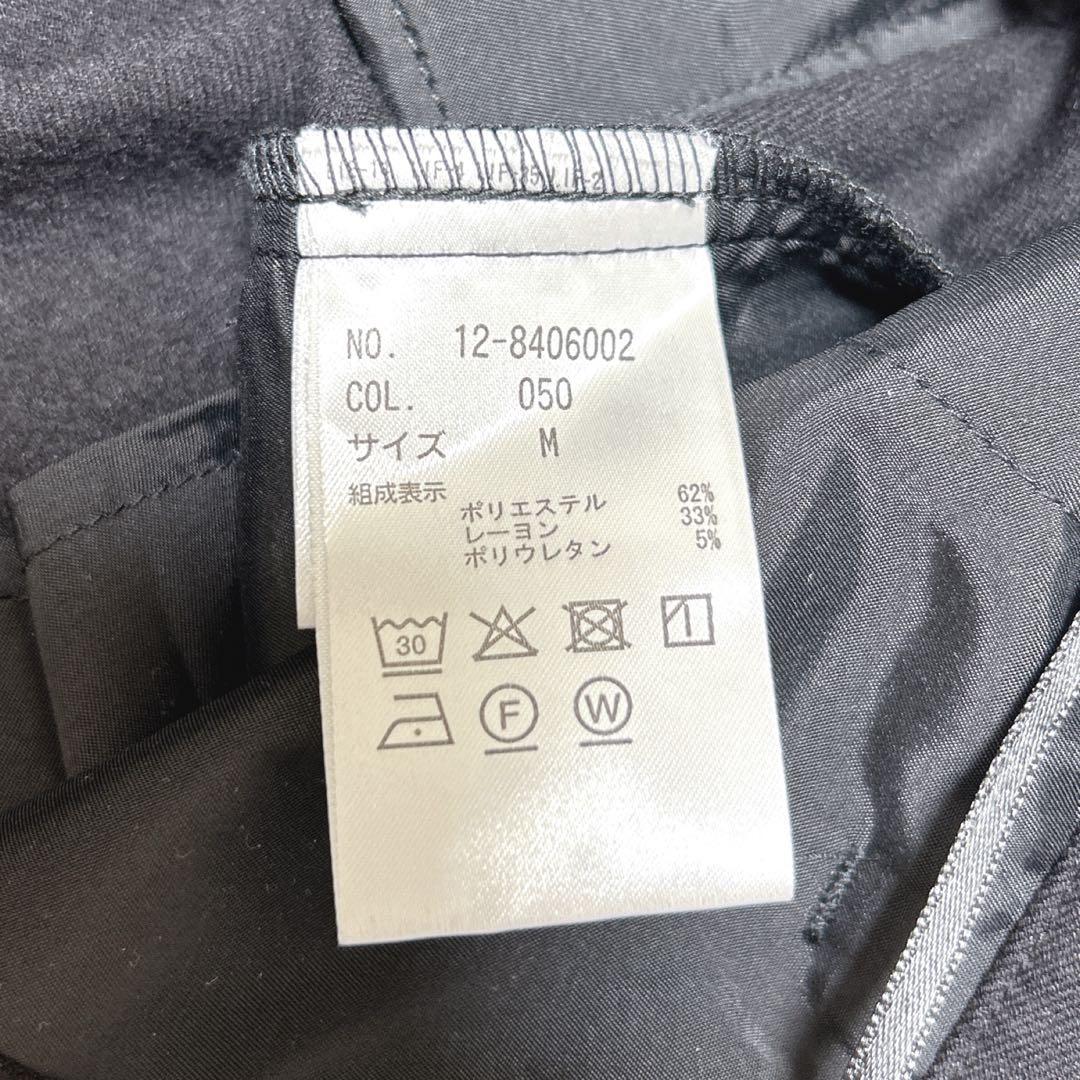 NO. 12-8406002
COL. 050
サイズ M
組成表示
ポリエステル 62%
レーヨン 33%
ポリウレタン 5%
30
F W